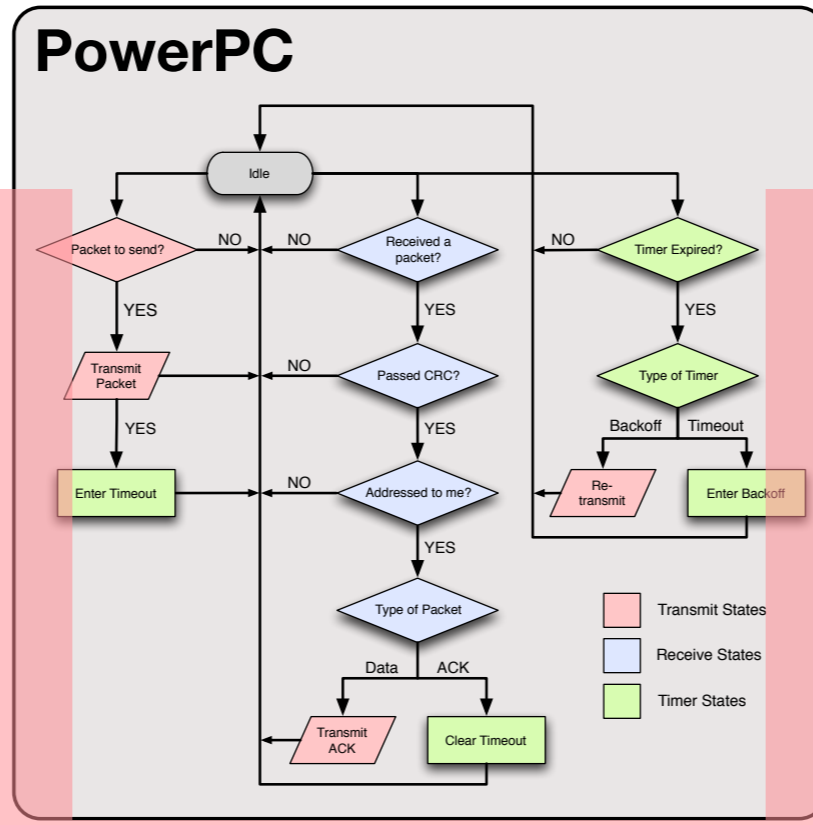 PowerPC
Idle
Packet to send?
NO
NO
Received a
packet?
NO
Timer Expired?
YES
YES
YES
Transmit
Packet
NO
Passed CRC?
Type of Timer
YES
YES
Backoff
Timeout
Enter Timeout
NO
Addressed to me?
Re-
transmit
Enter Backoff
YES
Type of Packet
Transmit States
Receive States
Timer States
Data
ACK
Transmit
ACK
Clear Timeout